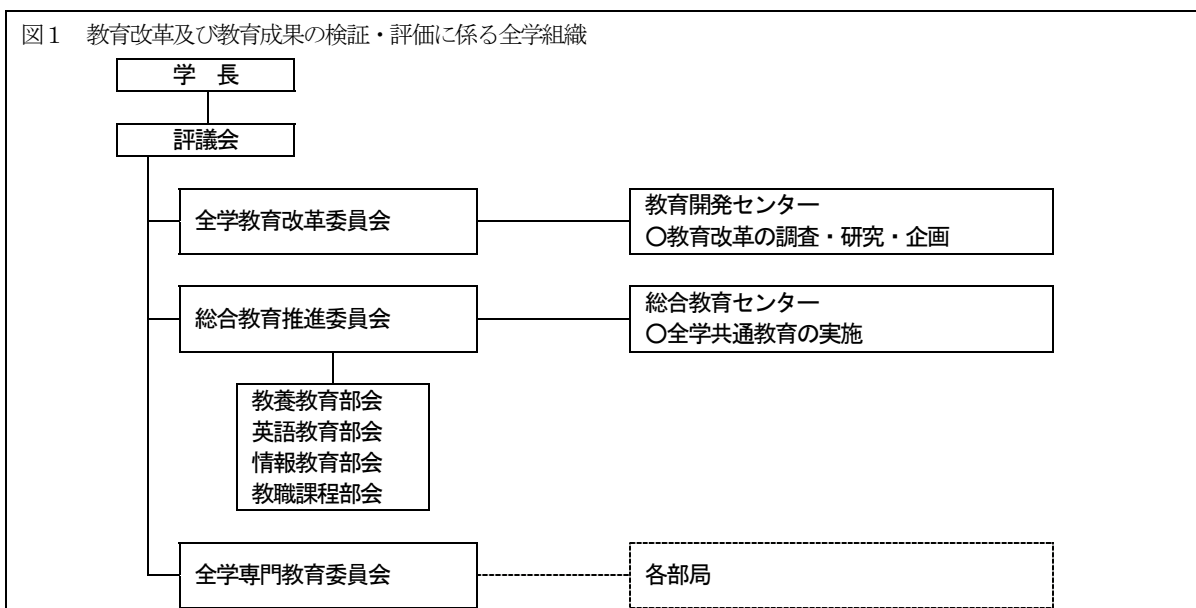 図1 教育改革及び教育成果の検証・評価に係る全学組織
学 長
評議会
全学教育改革委員会
教育開発センター
○教育改革の調査・研究・企画
総合教育推進委員会
総合教育センター
○全学共通教育の実施
教養教育部会
英語教育部会
情報教育部会
教職課程部会
全学専門教育委員会
各部局